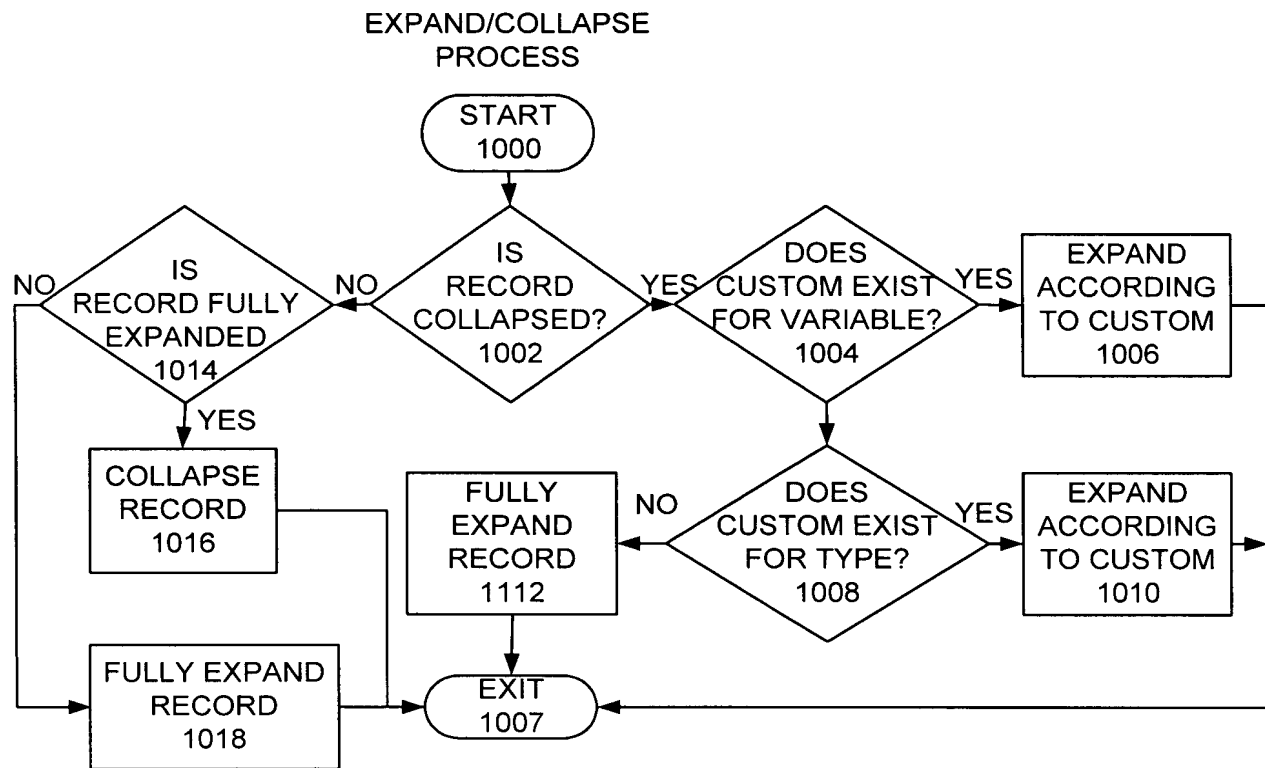 EXPAND/COLLAPSE
PROCESS
START
1000
IS
RECORD
COLLAPSED?
1002
NO
YES
IS
RECORD FULLY
EXPANDED
1014
NO
YES
DOES
CUSTOM EXIST
FOR VARIABLE?
1004
YES
EXPAND
ACCORDING
TO CUSTOM
1006
COLLAPSE
RECORD
1016
FULLY
EXPAND
RECORD
1112
NO
DOES
CUSTOM EXIST
FOR TYPE?
1008
YES
EXPAND
ACCORDING
TO CUSTOM
1010
FULLY EXPAND
RECORD
1018
EXIT
1007